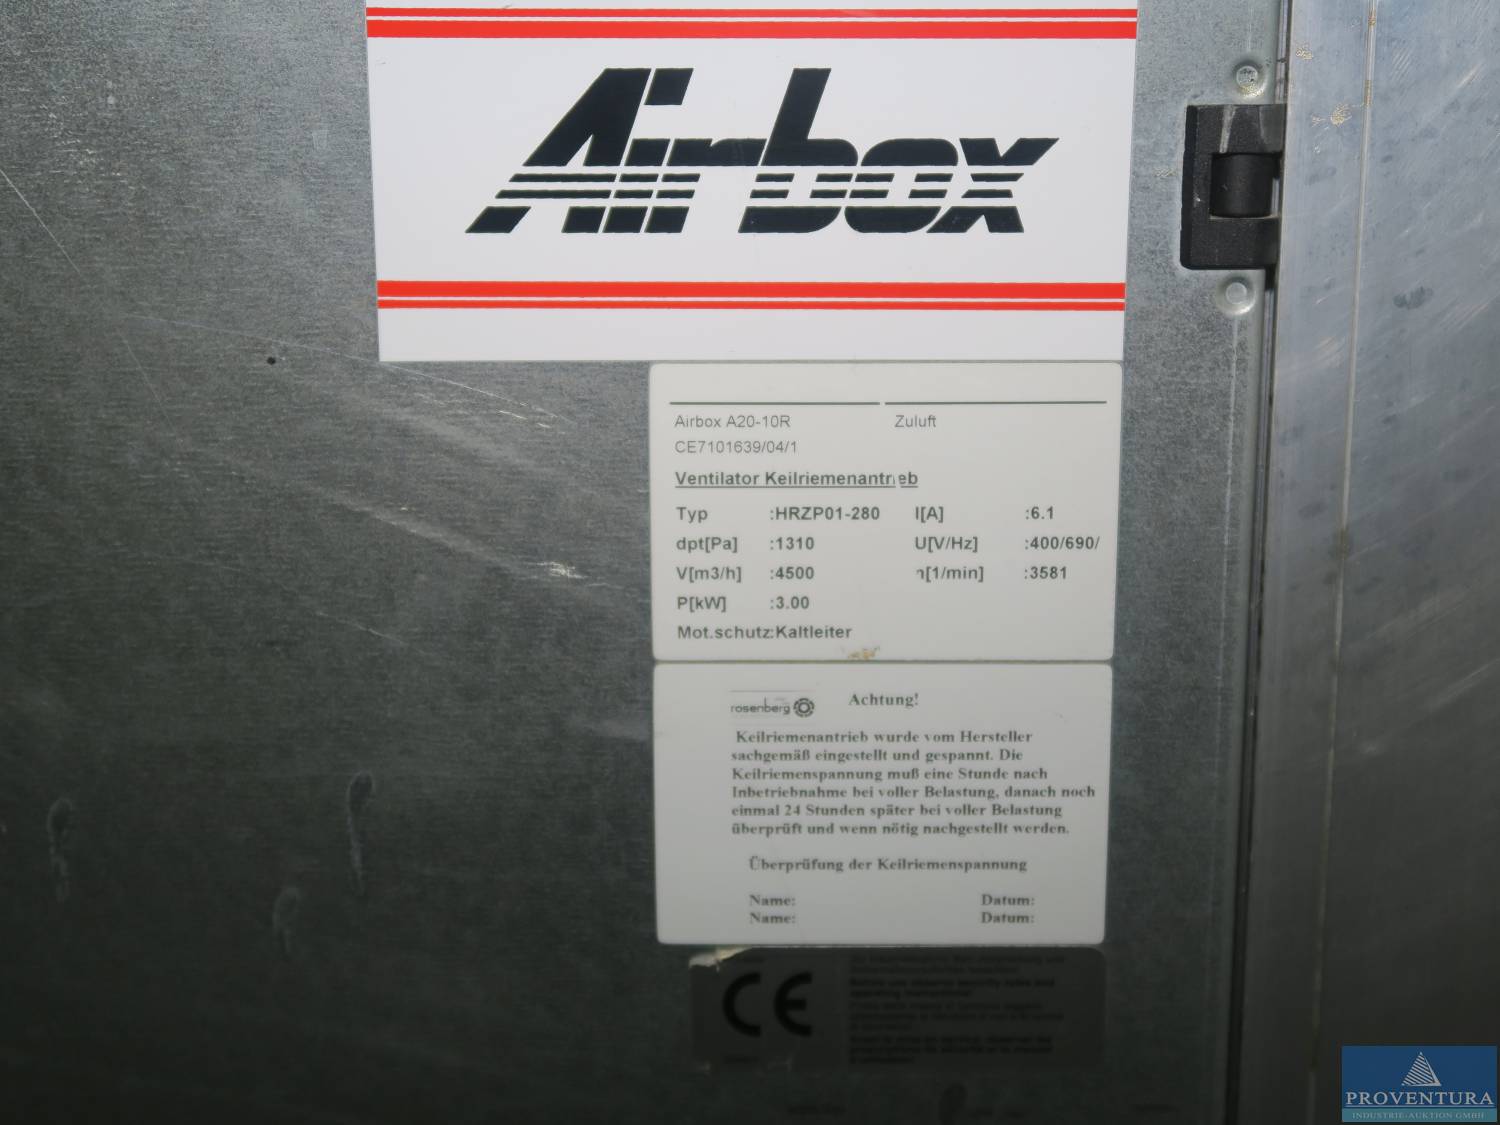 Airbox
Airbox A20-10R Zuluft
CE7101639/04/1
Ventilator Keilriemenantrieb
Typ :HRZP01-280 I[A] :6.1
dpt[Pa] :1310 U[V/Hz] :400/690/
V[m3/h] :4500 n[1/min] :3581
P[kW] :3.00
Mot.schutz:Kaltleiter
rosenberg Achtung!
Keilriemenantrieb wurde vom Hersteller
sachgemäß eingestellt und gespannt. Die
Keilriemenspannung muß eine Stunde nach
Inbetriebnahme bei voller Belastung, danach noch
einmal 24 Stunden später bei voller Belastung
überprüft und wenn nötig nachgestellt werden.
Überprüfung der Keilriemenspannung
Name: Datum:
Name: Datum:
CE
PROVENTURA
INDUSTRIE-AUKTION GMBH